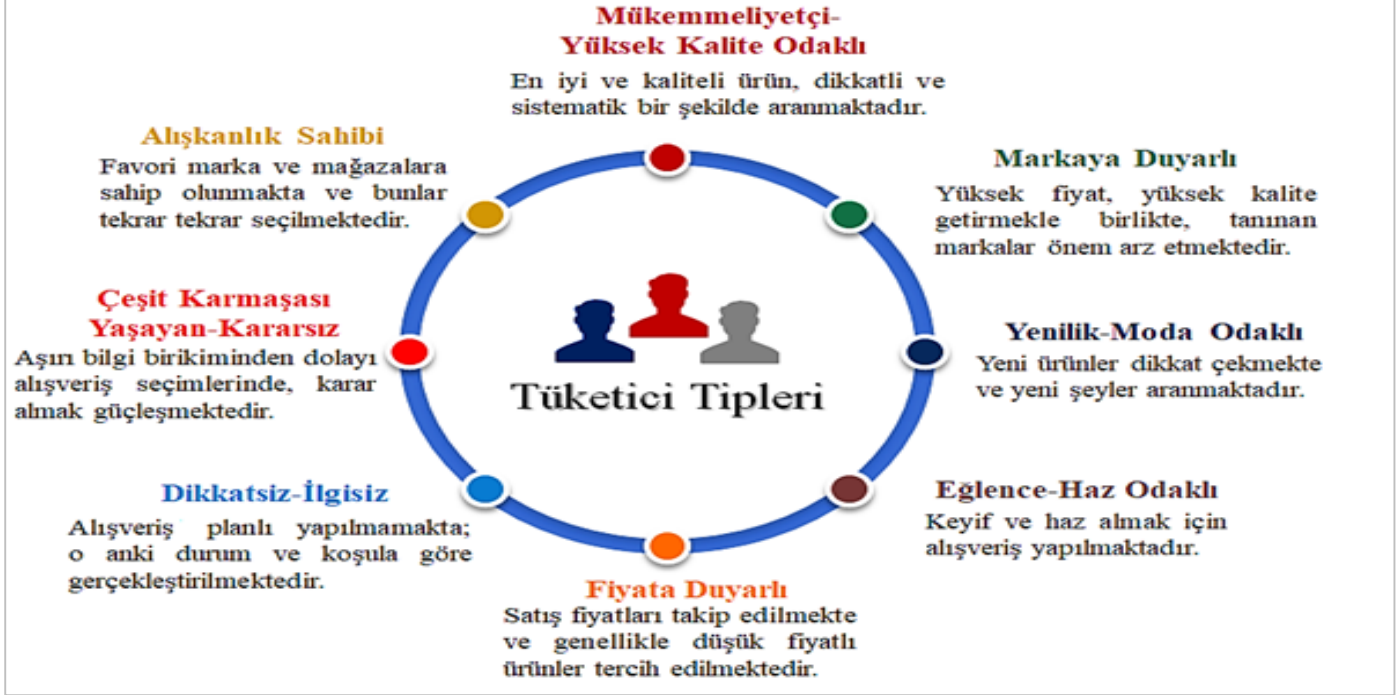 Mükemmeliyetçi-
Yüksek Kalite Odaklı
En iyi ve kaliteli ürün, dikkatli ve
sistematik bir şekilde aranmaktadır.
Markaya Duyarlı
Yüksek fiyat, yüksek kalite
getirmekle birlikte, tanınan
markalar önem arz etmektedir.
Yenilik-Moda Odaklı
Yeni ürünler dikkat çekmekte
ve yeni şeyler aranmaktadır.
Eğlence-Haz Odaklı
Keyif ve haz almak için
alışveriş yapılmaktadır.
Fiyata Duyarlı
Satış fiyatları takip edilmekte
ve genellikle düşük fiyatlı
ürünler tercih edilmektedir.
Dikkatsiz-İlgisiz
Alışveriş planlı yapılmamakta;
o anki durum ve koşula göre
gerçekleştirilmektedir.
Çeşit Karmaşası
Yaşayan-Kararsız
Aşırı bilgi birikiminden dolayı
alışveriş seçimlerinde, karar
almak güçleşmektedir.
Alışkanlık Sahibi
Favori marka ve mağazalara
sahip olunmakta ve bunlar
tekrar tekrar seçilmektedir.
Tüketici Tipleri